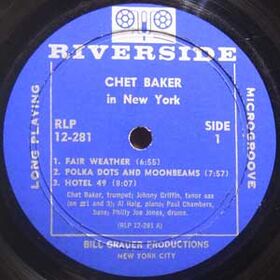 RIVERSIDE
LONG PLAYING
MICROGROOVE
CHET BAKER
in New York
RLP
12-281
SIDE
1
1. FAIR WEATHER (6:55)
2. POLKA DOTS AND MOONBEAMS (7:57)
3. HOTEL 49 (8:07)
Chet Baker, trumpet; Johnny Griffin, tenor sax
(on #1 and 3); Al Haig, piano; Paul Chambers,
bass; Philly Joe Jones, drums.
(RLP 12-281 A)
BILL GRAUER PRODUCTIONS
NEW YORK CITY